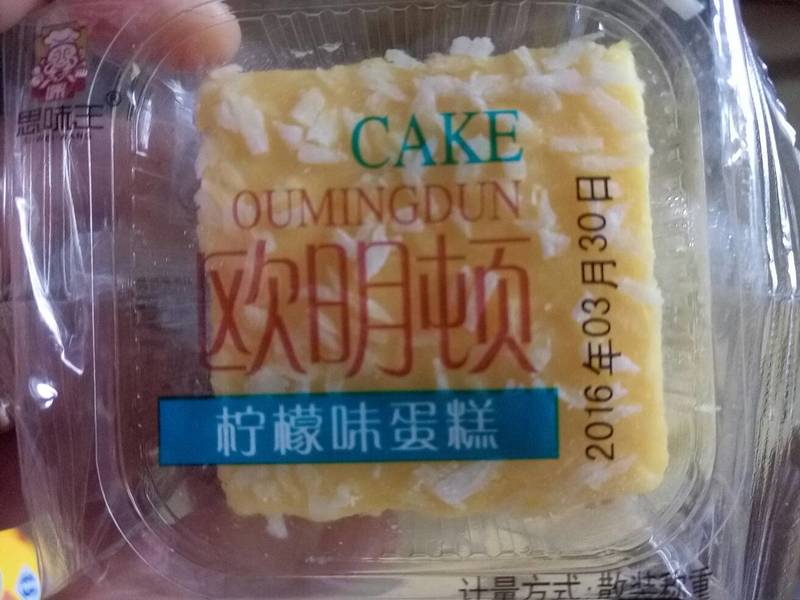 思味王®
CAKE
OUMINGDUN
欧明顿
柠檬味蛋糕
2016年03月30日
计量方式:散装称重